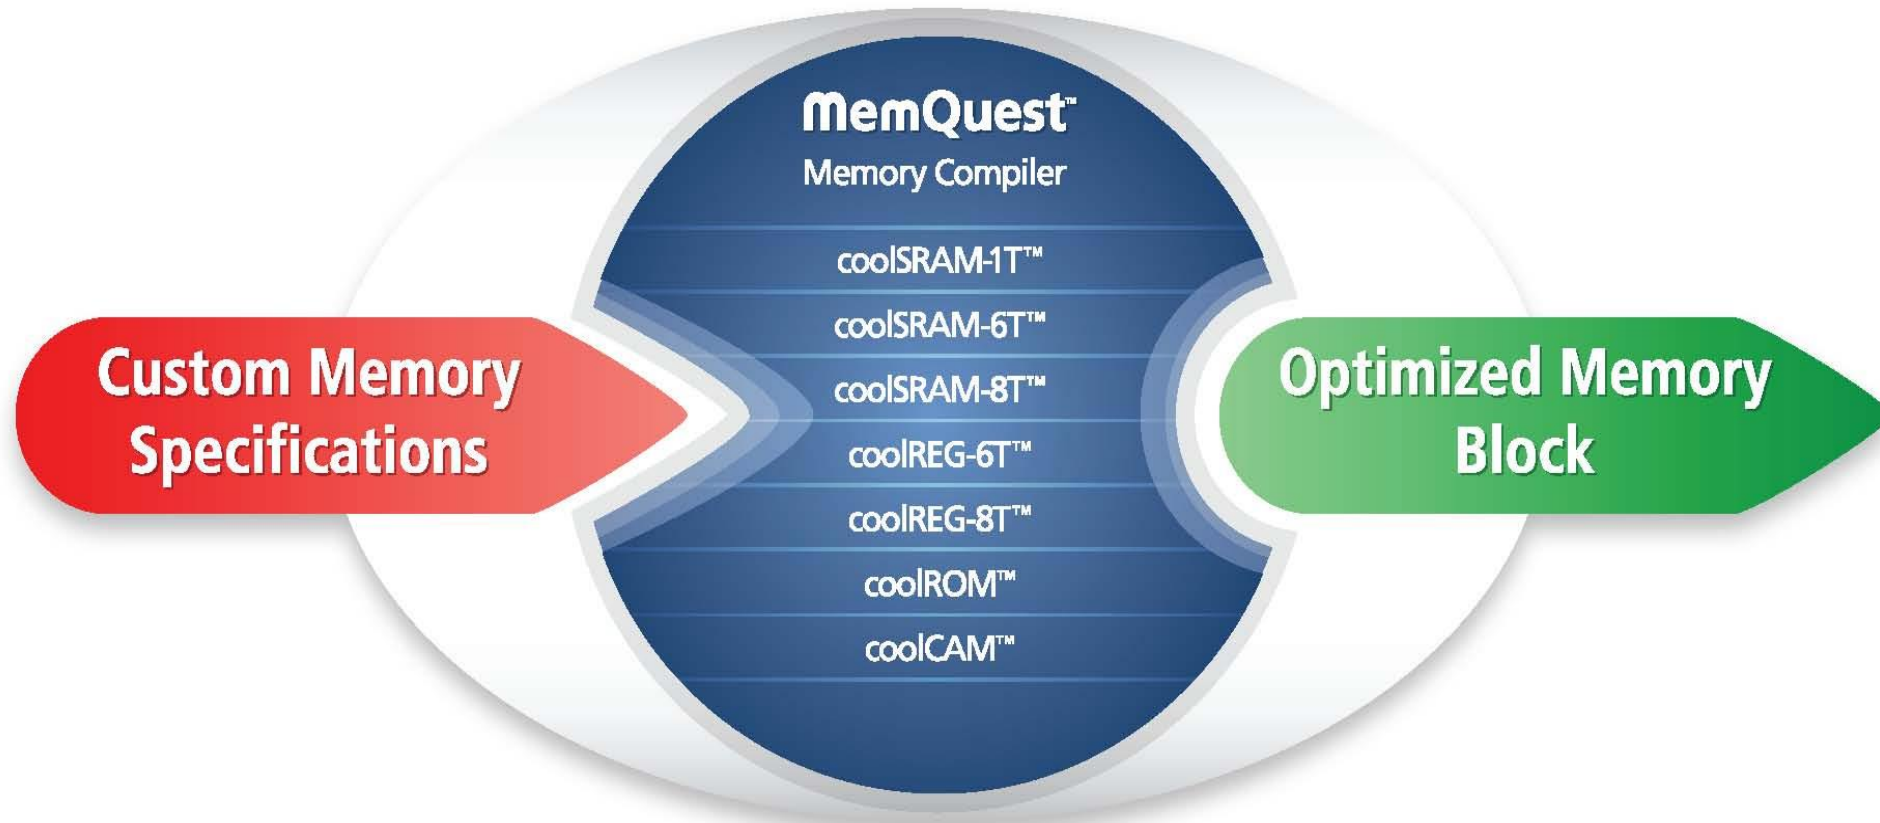 MemQuest™
Memory Compiler
coolSRAM-1T™
coolSRAM-6T™
coolSRAM-8T™
coolREG-6T™
coolREG-8T™
coolROM™
coolCAM™
Custom Memory
Specifications
Optimized Memory
Block